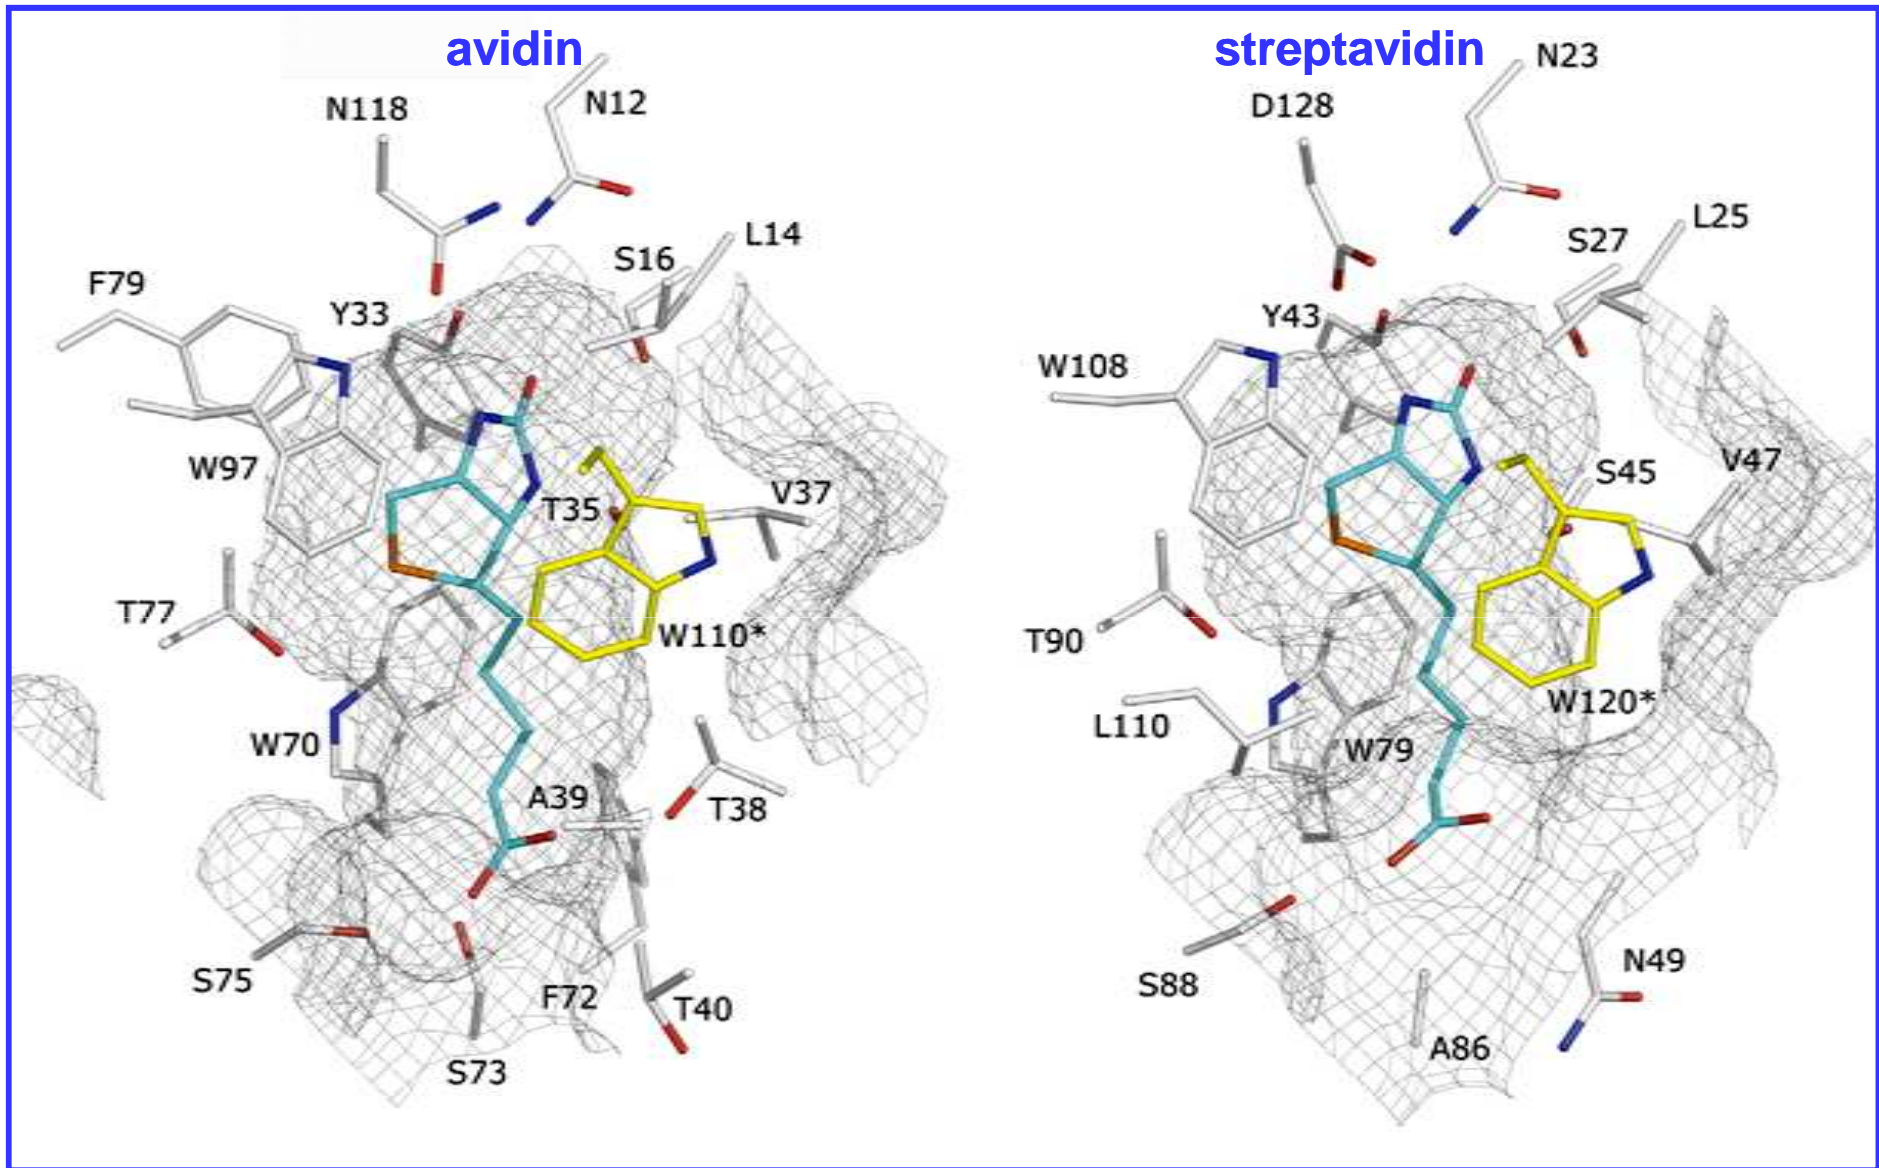 avidin
N118
N12
F79
Y33
S16
L14
W97
T35
V37
T77
W110*
W70
A39
T38
S75
F72
T40
S73
streptavidin
N23
D128
L25
S27
Y43
W108
S45
V47
T90
W120*
L110
W79
S88
N49
A86